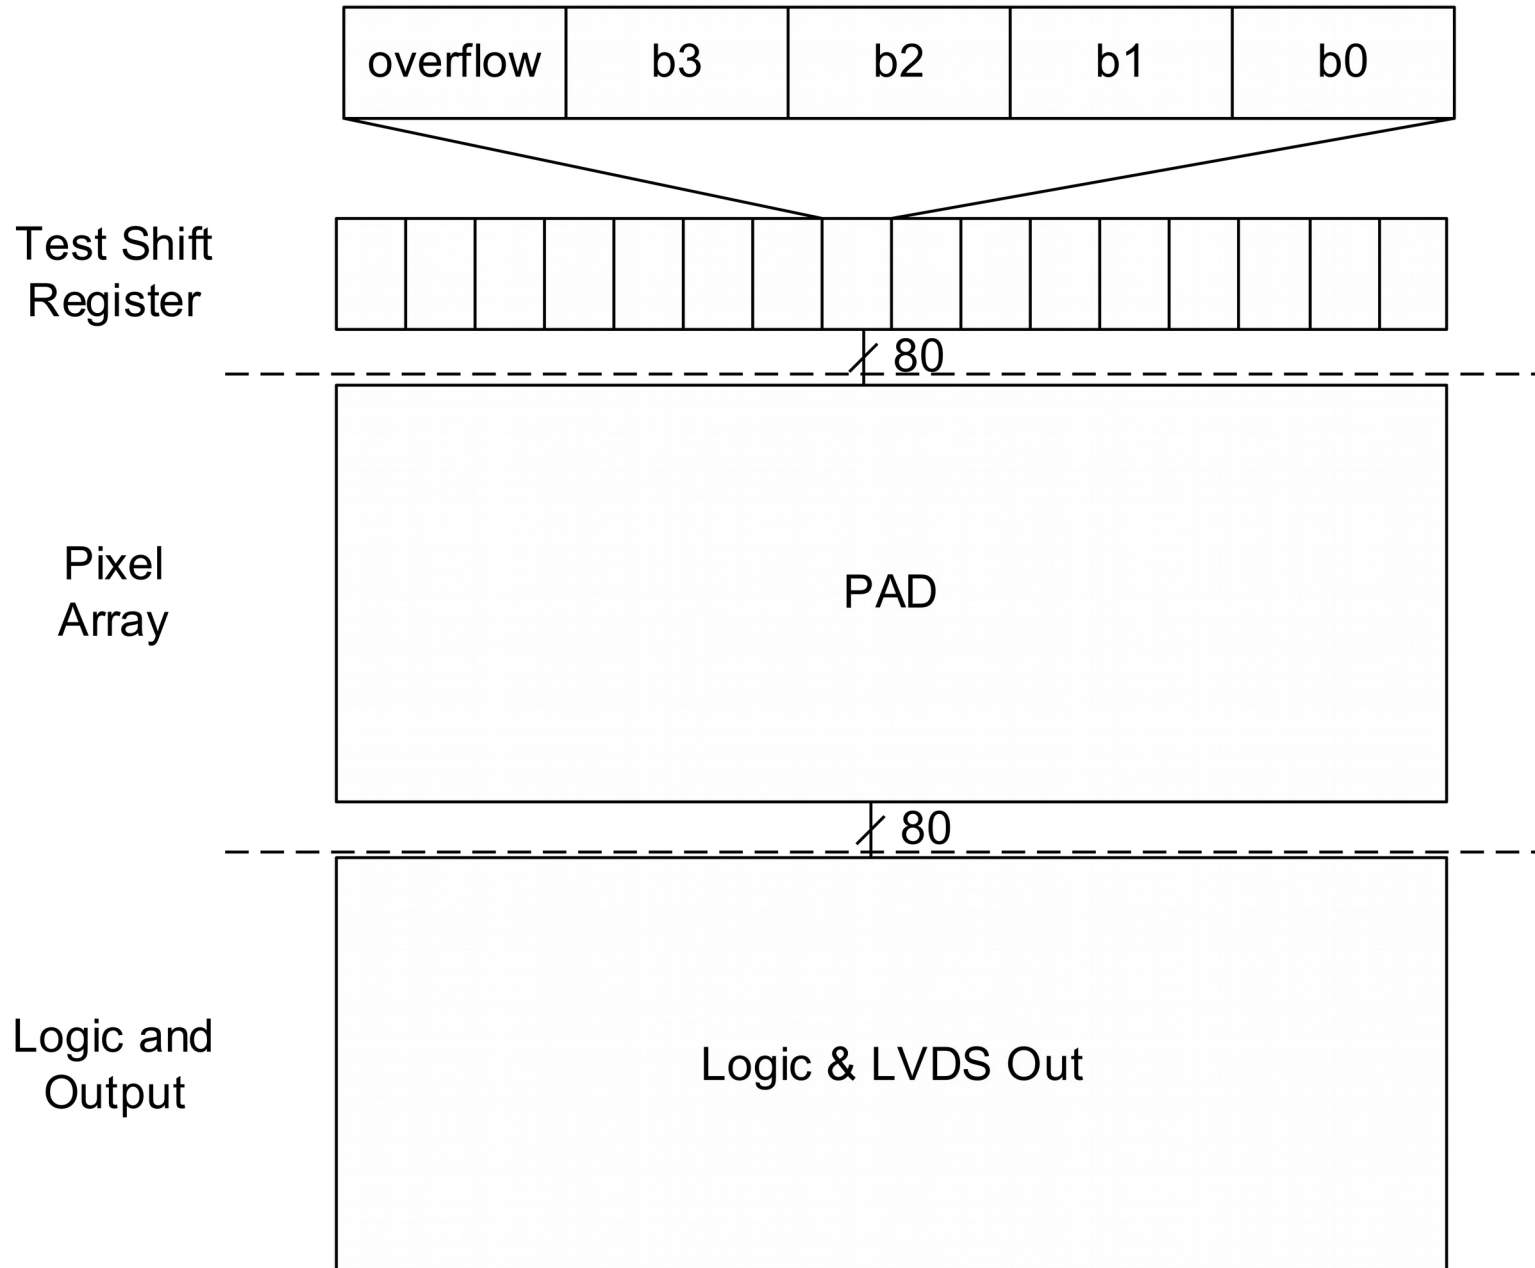 overflow b3 b2 b1 b0
Test Shift
Register
80
Pixel
Array
PAD
80
Logic and
Output
Logic & LVDS Out